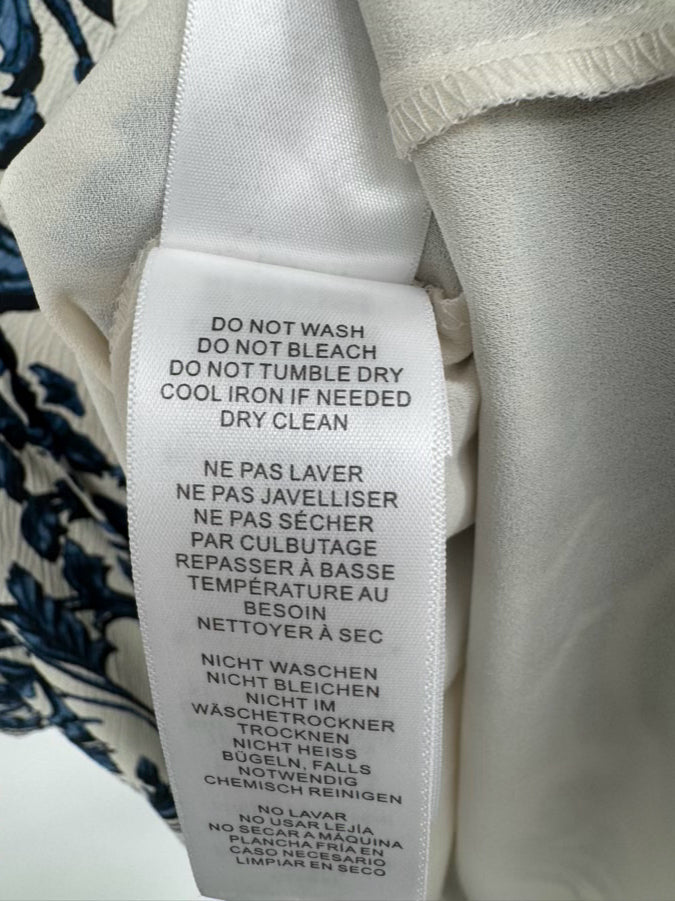 DO NOT WASH
DO NOT BLEACH
DO NOT TUMBLE DRY
COOL IRON IF NEEDED
DRY CLEAN
NE PAS LAVER
NE PAS JAVELLISER
NE PAS SÉCHER
PAR CULBUTAGE
REPASSER À BASSE
TEMPÉRATURE AU
BESOIN
NETTOYER À SEC
NICHT WASCHEN
NICHT BLEICHEN
NICHT IM
WÄSCHETROCKNER
TROCKNEN
NICHT HEISS
BÜGELN, FALLS
NOTWENDIG
CHEMISCH REINIGEN
NO LAVAR
NO USAR LEJÍA
NO SECAR A MÁQUINA
PLANCHA FRÍA EN
CASO NECESARIO
LIMPIAR EN SECO